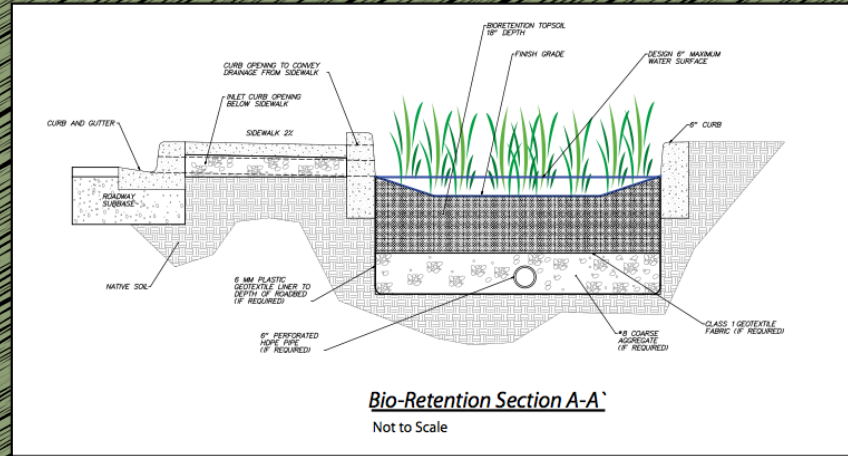 BIORETENTION TOPSOIL
18" DEPTH
FINISH GRADE
DESIGN 6" MAXIMUM
WATER SURFACE
CURB OPENING TO CONVEY
DRAINAGE FROM SIDEWALK
INLET CURB OPENING
BELOW SIDEWALK
CURB AND GUTTER
SIDEWALK 2%
6" CURB
ROADWAY
SUBBASE
NATIVE SOIL
6 MM PLASTIC
GEOTEXTILE LINER TO
DEPTH OF ROADBED
(IF REQUIRED)
6" PERFORATED
HDPE PIPE
(IF REQUIRED)
#8 COARSE
AGGREGATE
(IF REQUIRED)
CLASS 1 GEOTEXTILE
FABRIC (IF REQUIRED)
Bio-Retention Section A-A`
Not to Scale